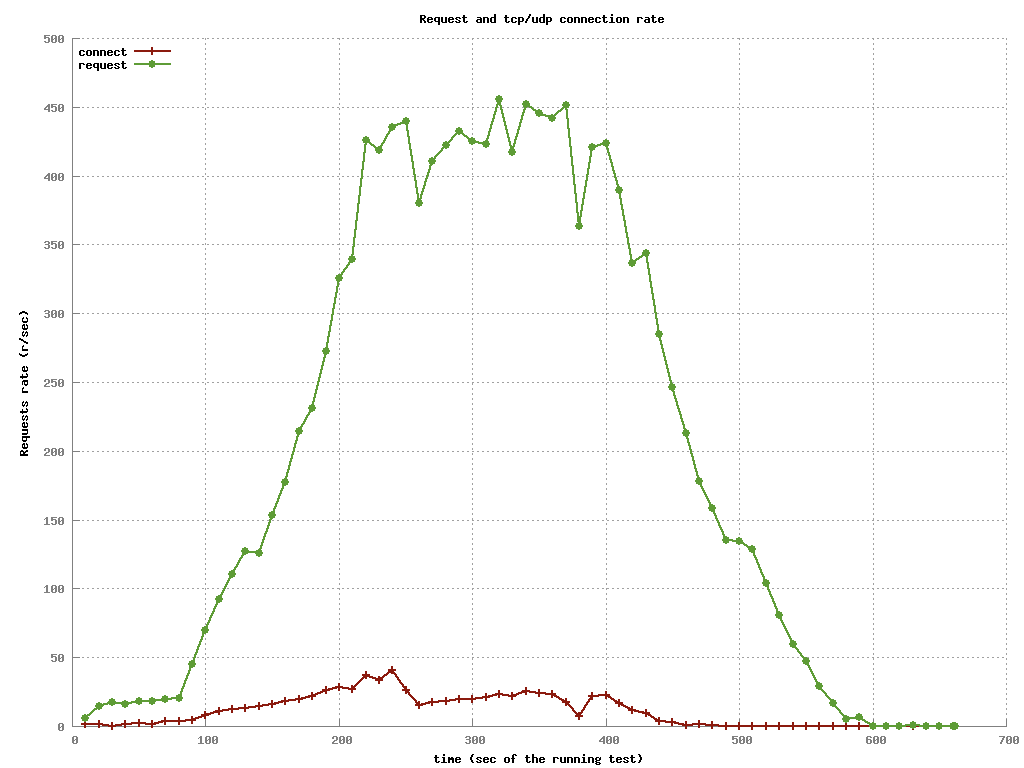 Request and tcp/udp connection rate
500
connect
request
450
400
350
300
250
200
150
100
50
0
Requests rate (r/sec)
0 100 200 300 400 500 600 700
time (sec of the running test)